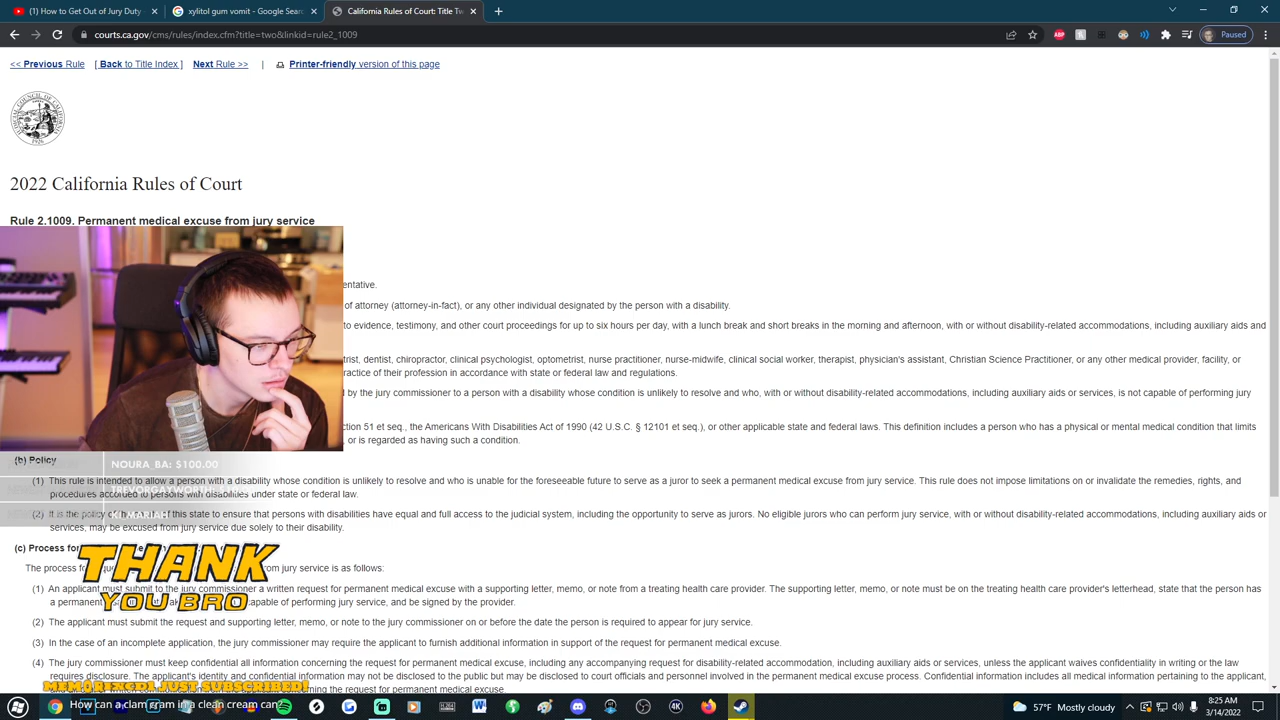 (1) How to Get Out of Jury Duty
xylitol gum vomit - Google Sear
California Rules of Court: Title Tw
courts.ca.gov/cms/rules/index.cfm?title=two&linkid=rule2_1009
Paused
<< Previous Rule [ Back to Title Index ] Next Rule >> | Printer-friendly version of this page
2022 California Rules of Court
Rule 2.1009. Permanent medical excuse from jury service
entative.
of attorney (attorney-in-fact), or any other individual designated by the person with a disability.
to evidence, testimony, and other court proceedings for up to six hours per day, with a lunch break and short breaks in the morning and afternoon, with or without disability-related accommodations, including auxiliary aids and
trist, dentist, chiropractor, clinical psychologist, optometrist, nurse practitioner, nurse-midwife, clinical social worker, therapist, physician's assistant, Christian Science Practitioner, or any other medical provider, facility, or
ractice of their profession in accordance with state or federal law and regulations.
d by the jury commissioner to a person with a disability whose condition is unlikely to resolve and who, with or without disability-related accommodations, including auxiliary aids or services, is not capable of performing jury
ction 51 et seq., the Americans With Disabilities Act of 1990 (42 U.S.C. § 12101 et seq.), or other applicable state and federal laws. This definition includes a person who has a physical or mental medical condition that limits
, or is regarded as having such a condition.
(b) Policy
NOURA_BA: $100.00
(1) This rule is intended to allow a person with a disability whose condition is unlikely to resolve and who is unable for the foreseeable future to serve as a juror to seek a permanent medical excuse from jury service. This rule does not impose limitations on or invalidate the remedies, rights, and
procedures accorded to persons with disabilities under state or federal law.
(2) It is the policy of the courts of this state to ensure that persons with disabilities have equal and full access to the judicial system, including the opportunity to serve as jurors. No eligible jurors who can perform jury service, with or without disability-related accommodations, including auxiliary aids or
services, may be excused from jury service due solely to their disability.
(c) Process for
The process for from jury service is as follows:
THANK
YOU BRO
(1) An applicant must submit to the jury commissioner a written request for permanent medical excuse with a supporting letter, memo, or note from a treating health care provider. The supporting letter, memo, or note must be on the treating health care provider's letterhead, state that the person has
a permanent capable of performing jury service, and be signed by the provider.
(2) The applicant must submit the request and supporting letter, memo, or note to the jury commissioner on or before the date the person is required to appear for jury service.
(3) In the case of an incomplete application, the jury commissioner may require the applicant to furnish additional information in support of the request for permanent medical excuse.
(4) The jury commissioner must keep confidential all information concerning the request for permanent medical excuse, including any accompanying request for disability-related accommodation, including auxiliary aids or services, unless the applicant waives confidentiality in writing or the law
requires disclosure. The applicant's identity and confidential information may not be disclosed to the public but may be disclosed to court officials and personnel involved in the permanent medical excuse process. Confidential information includes all medical information pertaining to the applicant,
concerning the request for permanent medical excuse.
JUST SUBSCRIBED!
How can a clam cram in a clean cream can
57°F Mostly cloudy
8:25 AM
3/14/2022